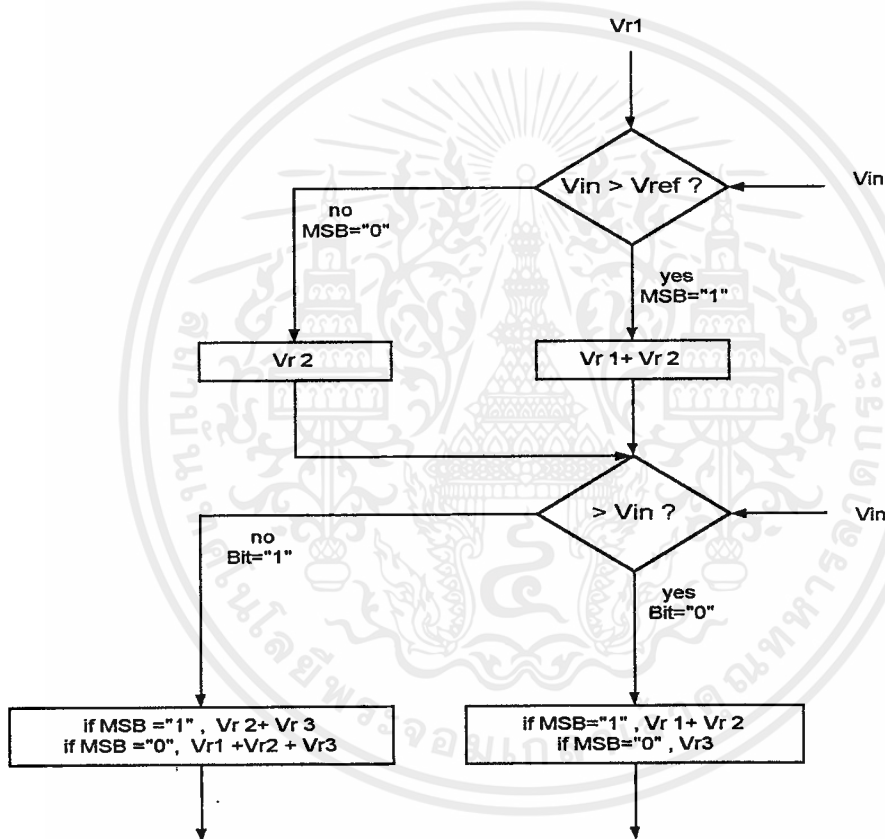 Vr1
Vin > Vref ?
Vin
no
MSB="0"
yes
MSB="1"
Vr 2
Vr 1+ Vr 2
> Vin ?
Vin
no
Bit="1"
yes
Bit="0"
if MSB ="1" , Vr 2+ Vr 3
if MSB ="0", Vr1 +Vr2 + Vr3
if MSB="1" , Vr 1+ Vr 2
if MSB="0" , Vr3